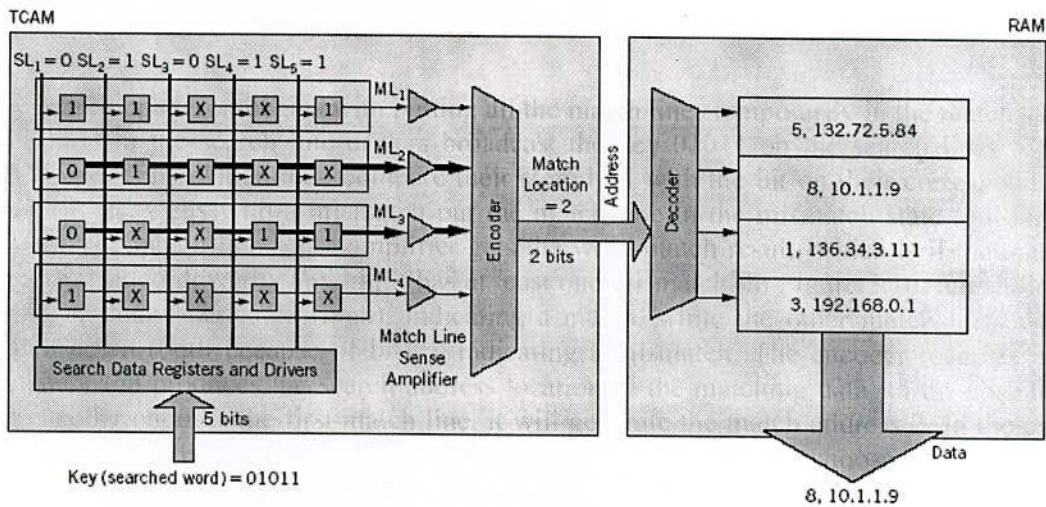 TCAM
RAM
SL1 = 0 SL2 = 1 SL3 = 0 SL4 = 1 SL5 = 1
1 1 X X 1 ML1
0 1 X X X ML2
0 X X 1 1 ML3
1 X X X X ML4
Search Data Registers and Drivers
Match Line
Sense
Amplifier
Encoder
Match
Location
= 2
2 bits
Address
Decoder
5, 132.72.5.84
8, 10.1.1.9
1, 136.34.3.111
3, 192.168.0.1
5 bits
Key (searched word) = 01011
Data
8, 10.1.1.9